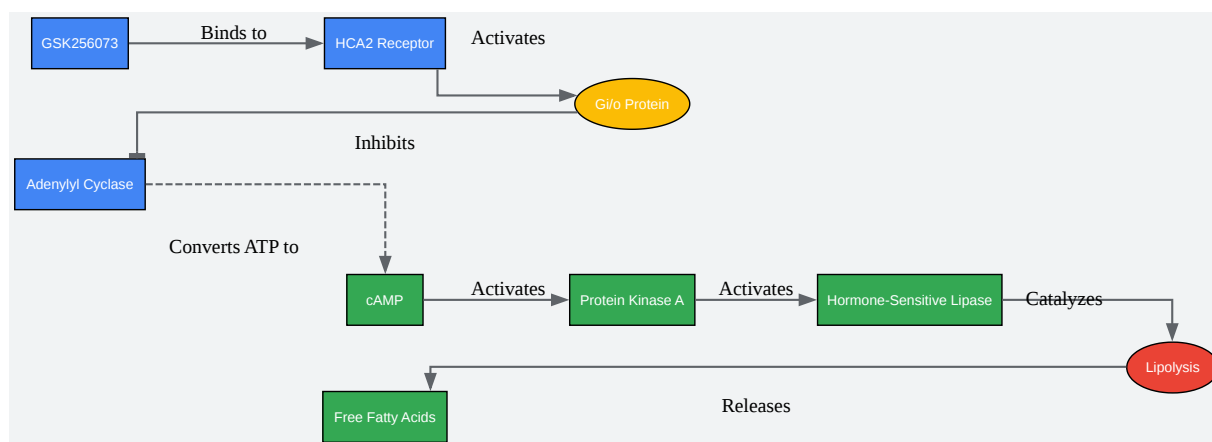 GSK256073
Binds to
HCA2 Receptor
Activates
Gi/o Protein
Inhibits
Adenylyl Cyclase
Converts ATP to
cAMP
Activates
Protein Kinase A
Activates
Hormone-Sensitive Lipase
Catalyzes
Lipolysis
Releases
Free Fatty Acids